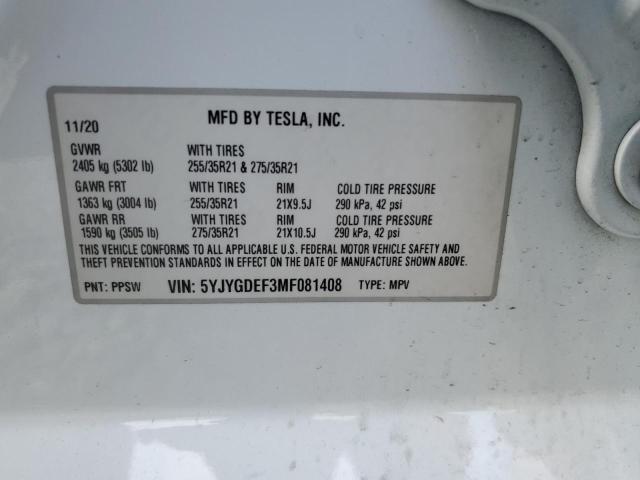 MFD BY TESLA, INC.
11/20
GVWR WITH TIRES
2405 kg (5302 lb) 255/35R21 & 275/35R21
GAWR FRT WITH TIRES RIM COLD TIRE PRESSURE
1363 kg (3004 lb) 255/35R21 21X9.5J 290 kPa, 42 psi
GAWR RR WITH TIRES RIM COLD TIRE PRESSURE
1590 kg (3505 lb) 275/35R21 21X10.5J 290 kPa, 42 psi
THIS VEHICLE CONFORMS TO ALL APPLICABLE U.S. FEDERAL MOTOR VEHICLE SAFETY AND
THEFT PREVENTION STANDARDS IN EFFECT ON THE DATE OF MANUFACTURE SHOWN ABOVE.
PNT: PPSW VIN: 5YJYGDEF3MF081408 TYPE: MPV